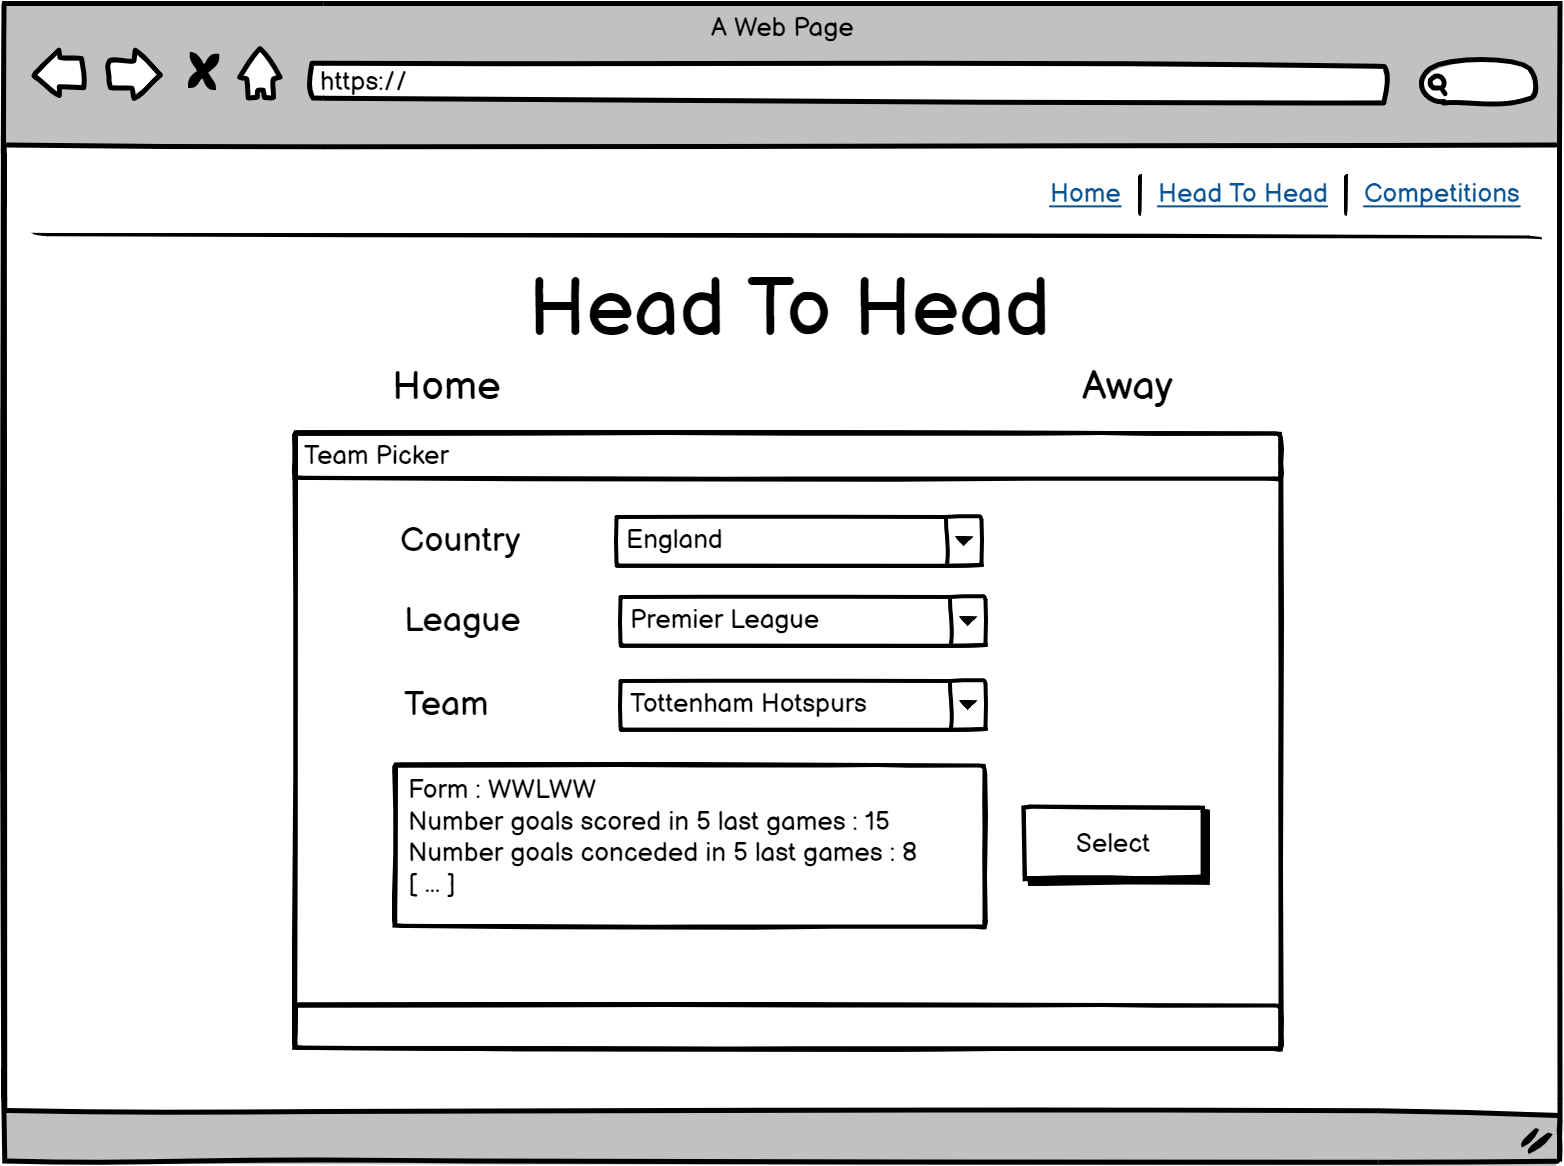 A Web Page
https://
Home Head To Head Competitions
Head To Head
Home Away
Team Picker
Country England
League Premier League
Team Tottenham Hotspurs
Form : WWLWW
Number goals scored in 5 last games : 15
Number goals conceded in 5 last games : 8
[ ... ]
Select